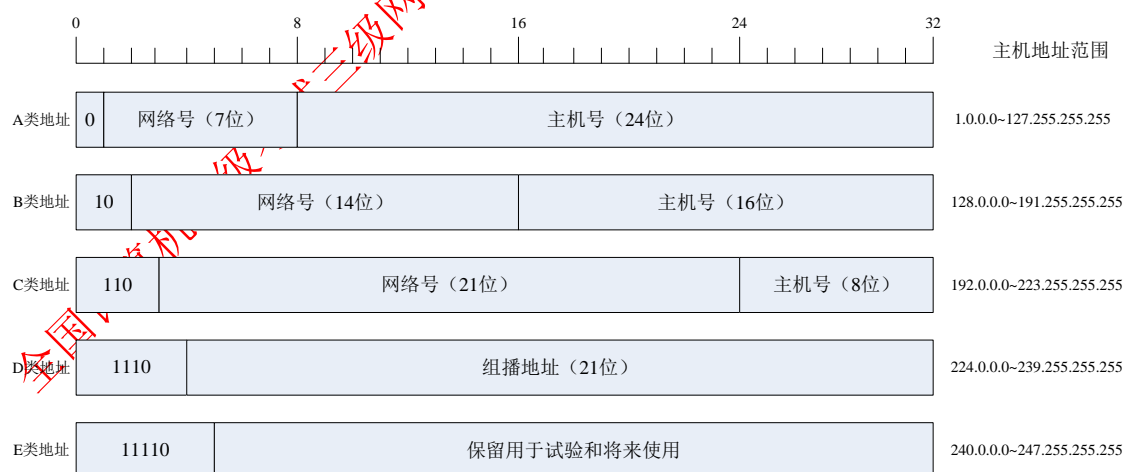 0 8 16 24 32
主机地址范围
A类地址 0 网络号（7位） 主机号（24位） 1.0.0.0~127.255.255.255
B类地址 10 网络号（14位） 主机号（16位） 128.0.0.0~191.255.255.255
C类地址 110 网络号（21位） 主机号（8位） 192.0.0.0~223.255.255.255
D类地址 1110 组播地址（21位） 224.0.0.0~239.255.255.255
E类地址 11110 保留用于试验和将来使用 240.0.0.0~247.255.255.255
全国
级
三级网